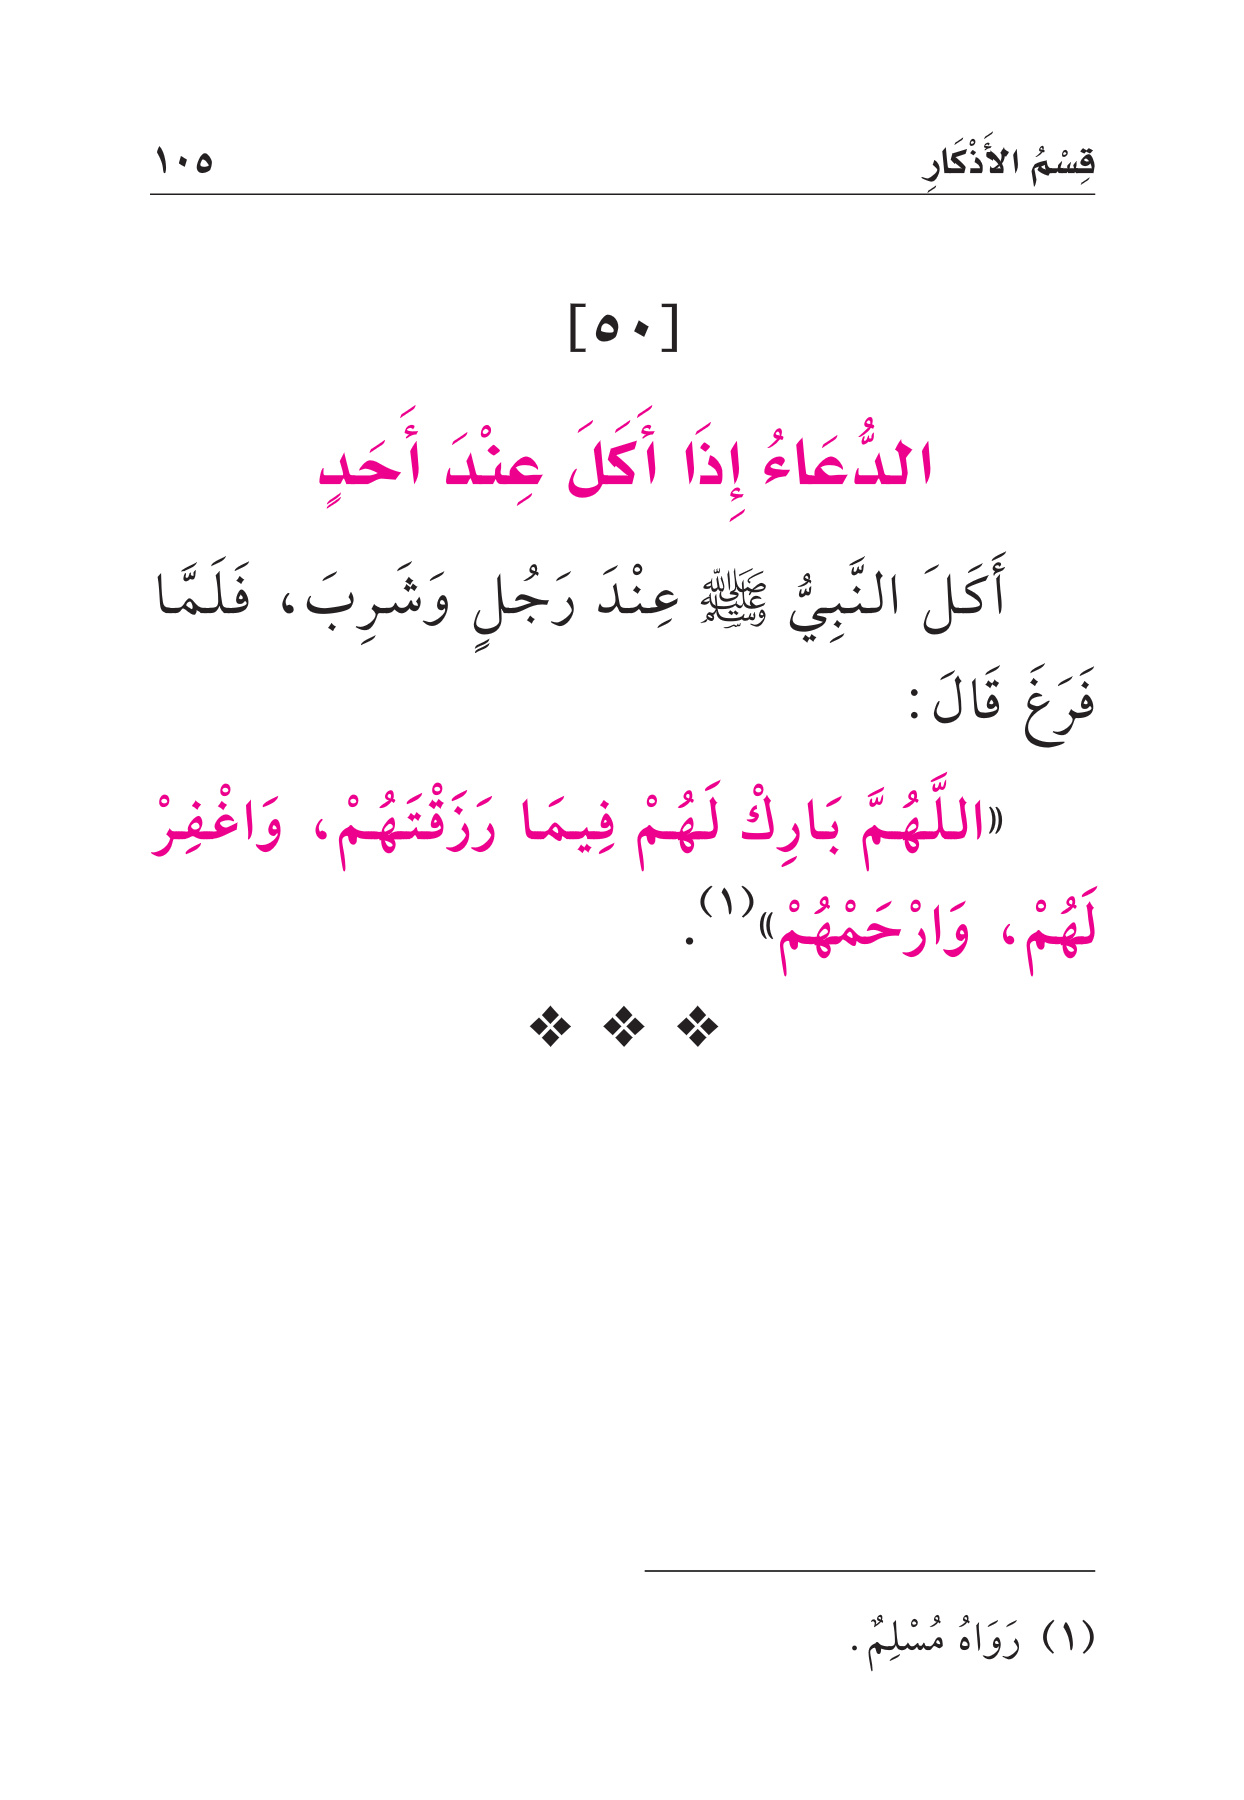 قِسْمُ الأَذْكَارِ ١٠٥
[٥٠]
الدُّعَاءُ إِذَا أَكَلَ عِنْدَ أَحَدٍ
أَكَلَ النَّبِيُّ ﷺ عِنْدَ رَجُلٍ وَشَرِبَ، فَلَمَّا
فَرَغَ قَالَ:
«اللَّهُمَّ بَارِكْ لَهُمْ فِيمَا رَزَقْتَهُمْ، وَاغْفِرْ
لَهُمْ، وَارْحَمْهُمْ»(١).
(١) رَوَاهُ مُسْلِمٌ.